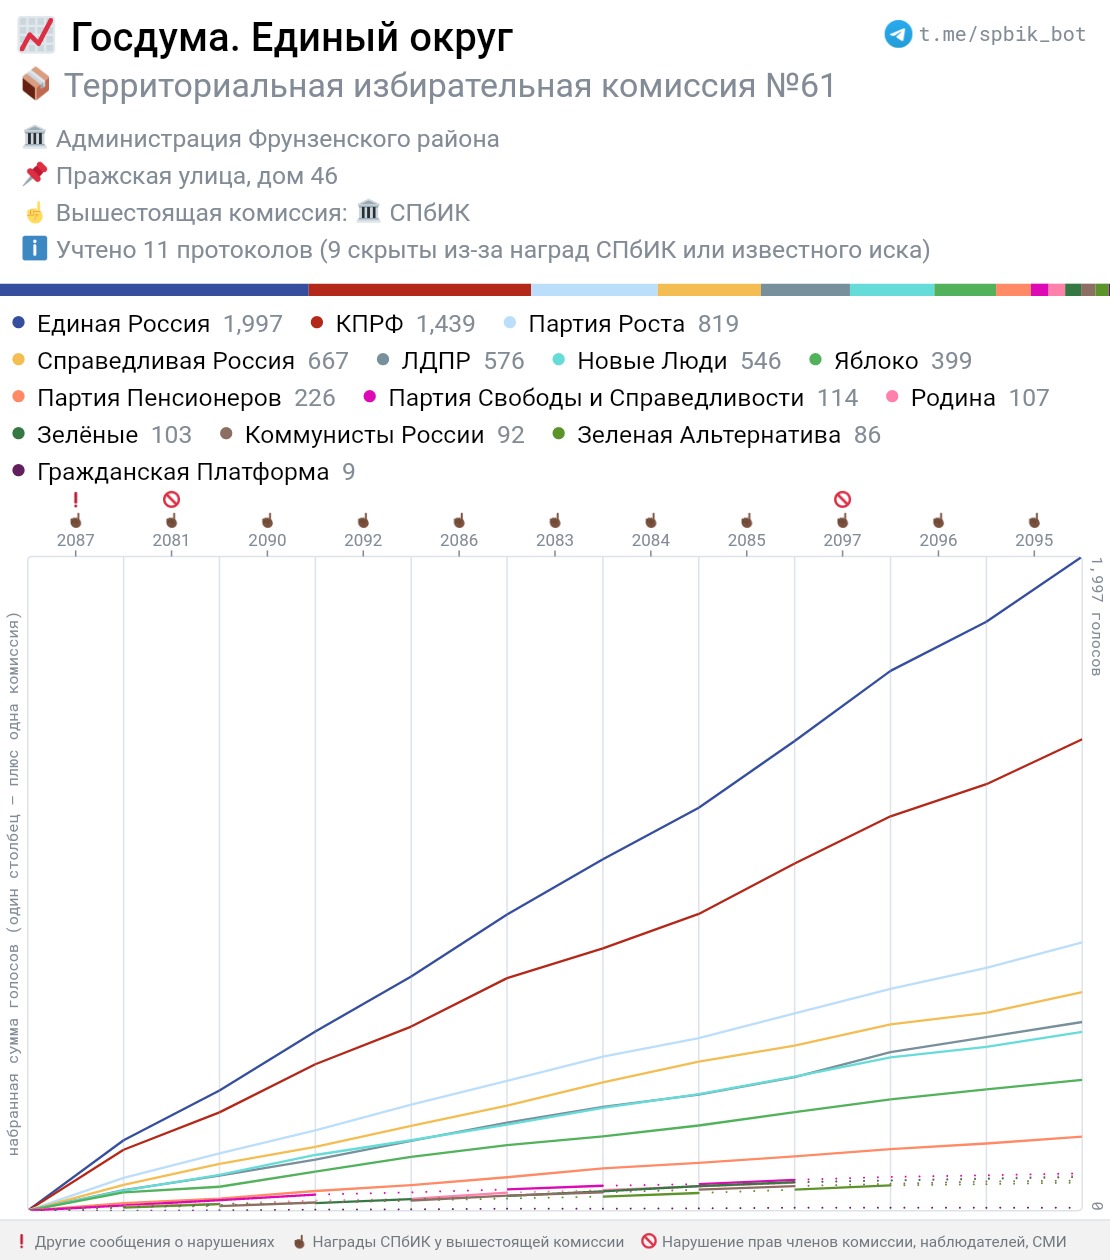 Госдума. Единый округ
t.me/spbik_bot
Территориальная избирательная комиссия №61
Администрация Фрунзенского района
Пражская улица, дом 46
Вышестоящая комиссия: СПбИК
Учтено 11 протоколов (9 скрыты из-за наград СПбИК или известного иска)
Единая Россия 1,997 КПРФ 1,439 Партия Роста 819
Справедливая Россия 667 ЛДПР 576 Новые Люди 546 Яблоко 399
Партия Пенсионеров 226 Партия Свободы и Справедливости 114 Родина 107
Зелёные 103 Коммунисты России 92 Зеленая Альтернатива 86
Гражданская Платформа 9
2087 2081 2090 2092 2086 2083 2084 2085 2097 2096 2095
набранная сумма голосов (один столбец — плюс одна комиссия)
1,997 голосов
0
Другие сообщения о нарушениях Награды СПбИК у вышестоящей комиссии Нарушение прав членов комиссии, наблюдателей, СМИ